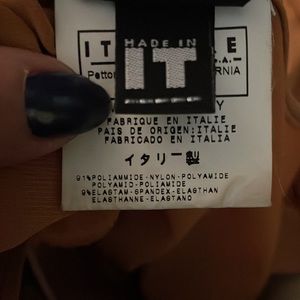 MADE IN
IT
FABRIQUE EN ITALIE
PAIS DE ORIGEN:ITALIE
FABRICADO EN ITALIA
イタリー製
91%POLIAMMIDE-NYLON-POLYAMIDE
POLYAMID-POLIAMIDE
9%ELASTAM-SPANDEX-ELASTHAN
ELASTHANNE-ELASTANO